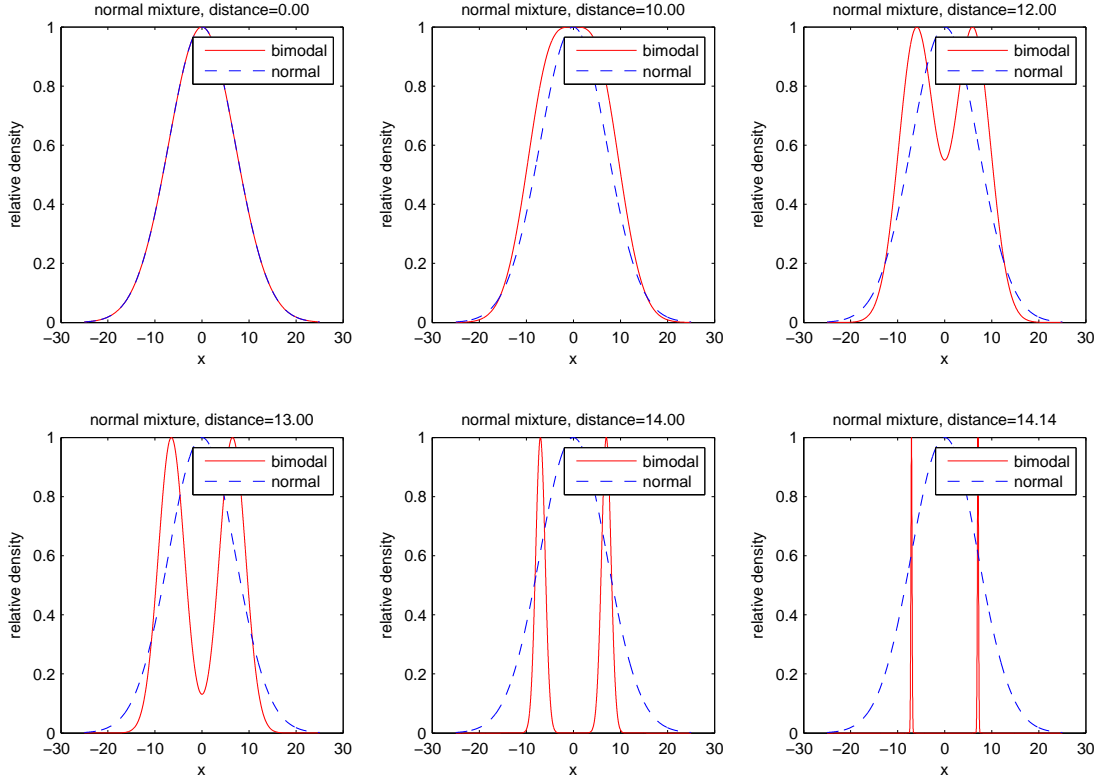 normal mixture, distance=0.00
bimodal
normal
1
0.8
0.6
0.4
0.2
0
relative density
−30 −20 −10 0 10 20 30
x
normal mixture, distance=10.00
bimodal
normal
1
0.8
0.6
0.4
0.2
0
relative density
−30 −20 −10 0 10 20 30
x
normal mixture, distance=12.00
bimodal
normal
1
0.8
0.6
0.4
0.2
0
relative density
−30 −20 −10 0 10 20 30
x
normal mixture, distance=13.00
bimodal
normal
1
0.8
0.6
0.4
0.2
0
relative density
−30 −20 −10 0 10 20 30
x
normal mixture, distance=14.00
bimodal
normal
1
0.8
0.6
0.4
0.2
0
relative density
−30 −20 −10 0 10 20 30
x
normal mixture, distance=14.14
bimodal
normal
1
0.8
0.6
0.4
0.2
0
relative density
−30 −20 −10 0 10 20 30
x